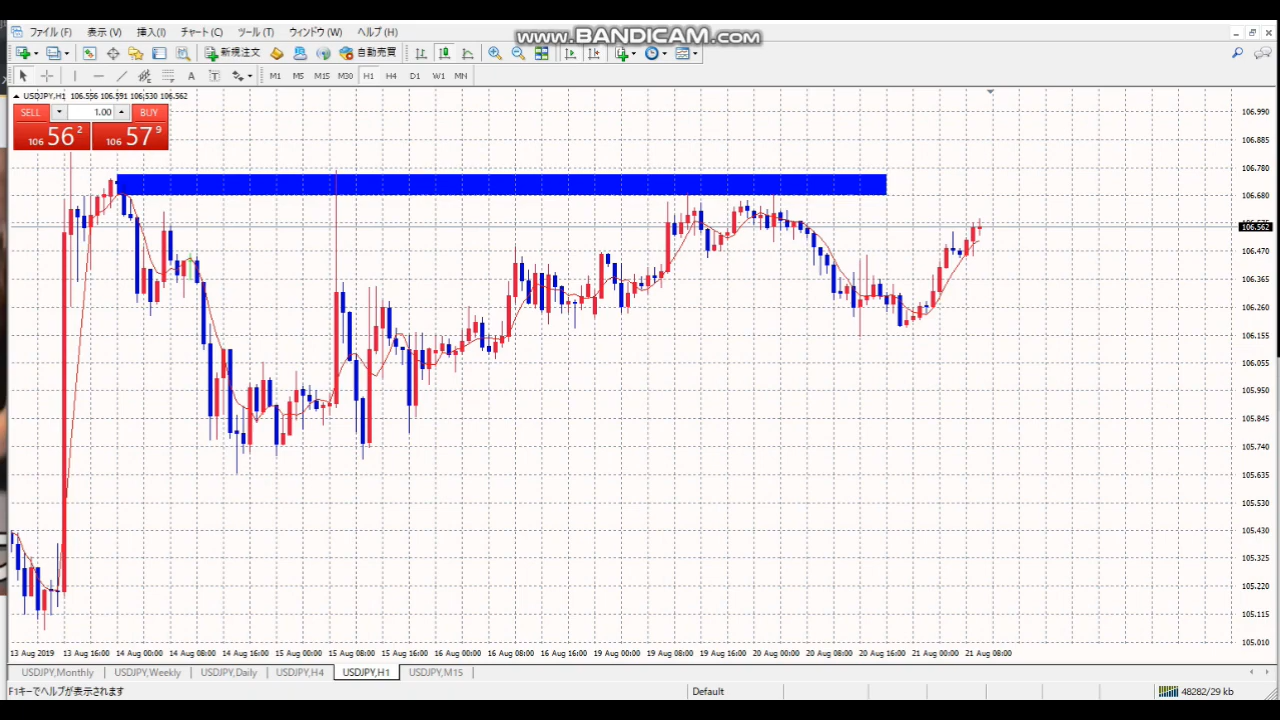 www.BANDICAM.com
ファイル (F) 表示 (V) 挿入(I) チャート(C) ツール (T) ウィンドウ (W) ヘルプ (H)
新規注文 自動売買
A T M1 M5 M15 M30 H1 H4 D1 W1 MN
USDJPY,H1 106.556 106.591 106.530 106.562
SELL 1.00 BUY
106 56 2 106 57 9
106.990
106.885
106.780
106.680
106.562
106.470
106.365
106.260
106.155
106.055
105.950
105.845
105.740
105.635
105.530
105.430
105.325
105.220
105.115
105.010
13 Aug 2019 13 Aug 16:00 14 Aug 00:00 14 Aug 08:00 14 Aug 16:00 15 Aug 00:00 15 Aug 08:00 15 Aug 16:00 16 Aug 00:00 16 Aug 08:00 16 Aug 16:00 19 Aug 00:00 19 Aug 08:00 19 Aug 16:00 20 Aug 00:00 20 Aug 08:00 20 Aug 16:00 21 Aug 00:00 21 Aug 08:00
USDJPY,Monthly USDJPY,Weekly USDJPY,Daily USDJPY,H4 USDJPY,H1 USDJPY,M15
F1キーでヘルプが表示されます Default 48282/29 kb